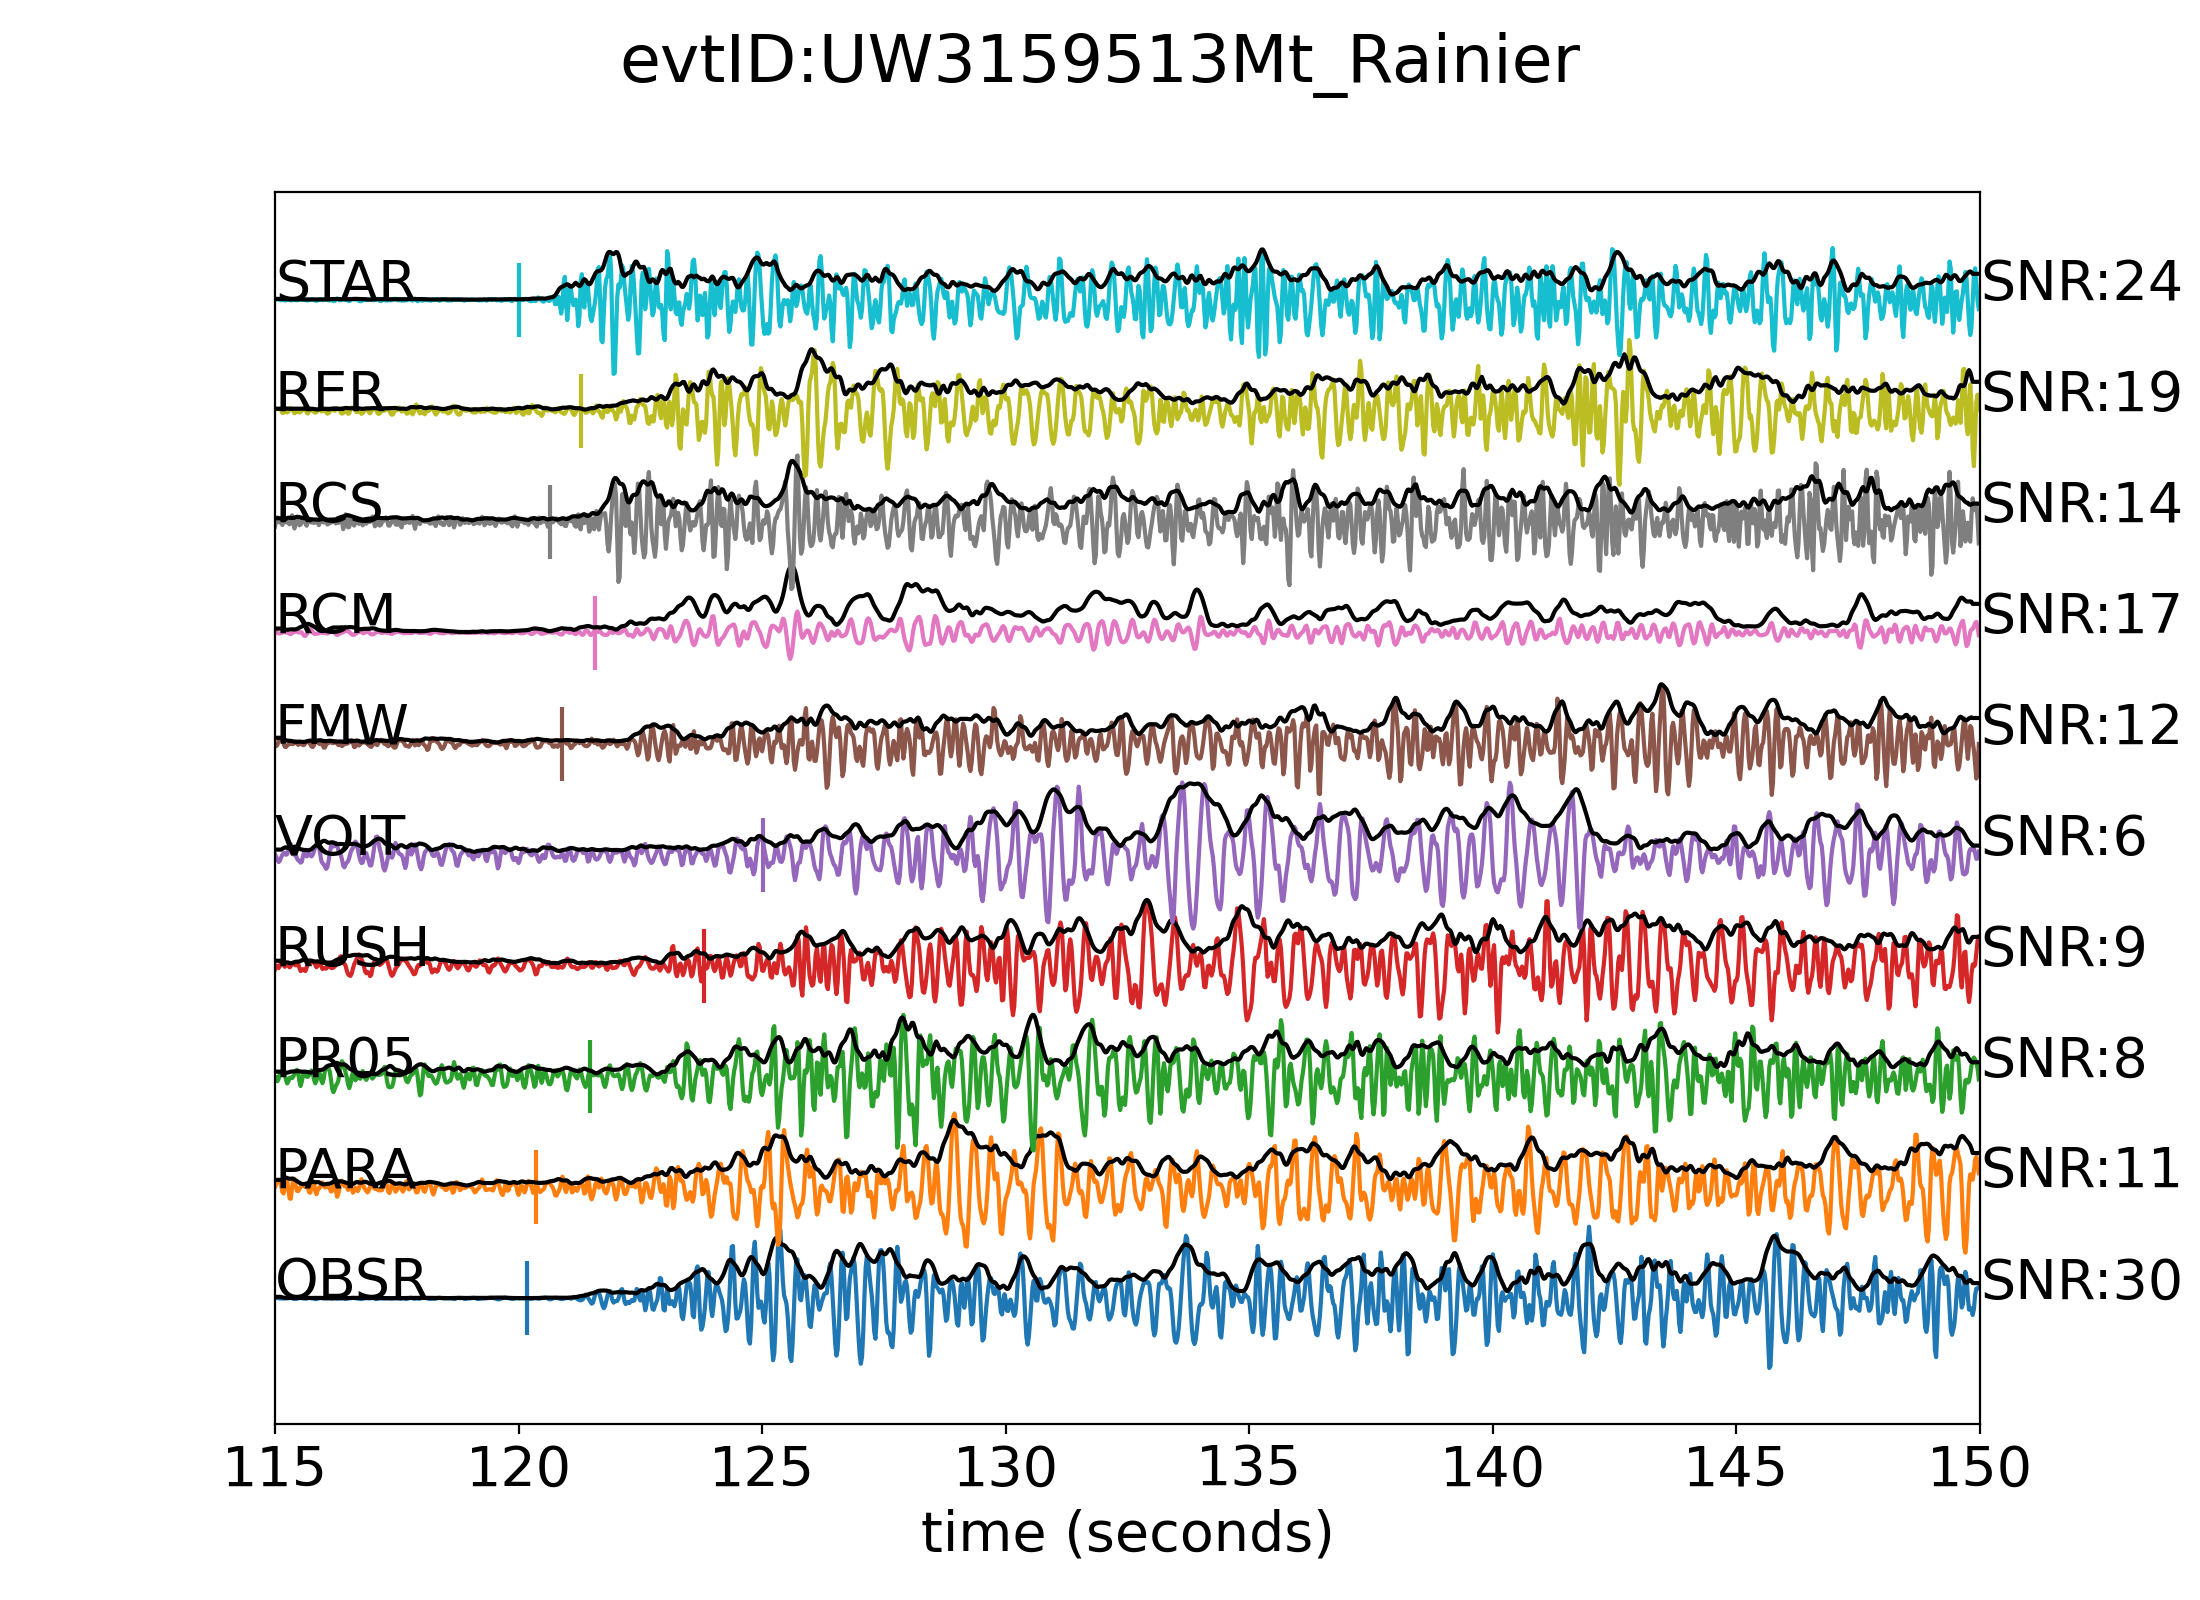 evtID:UW3159513Mt_Rainier
STAR SNR:24
RER SNR:19
RCS SNR:14
RCM SNR:17
FMW SNR:12
VOIT SNR:6
RUSH SNR:9
PR05 SNR:8
PARA SNR:11
OBSR SNR:30
115 120 125 130 135 140 145 150
time (seconds)